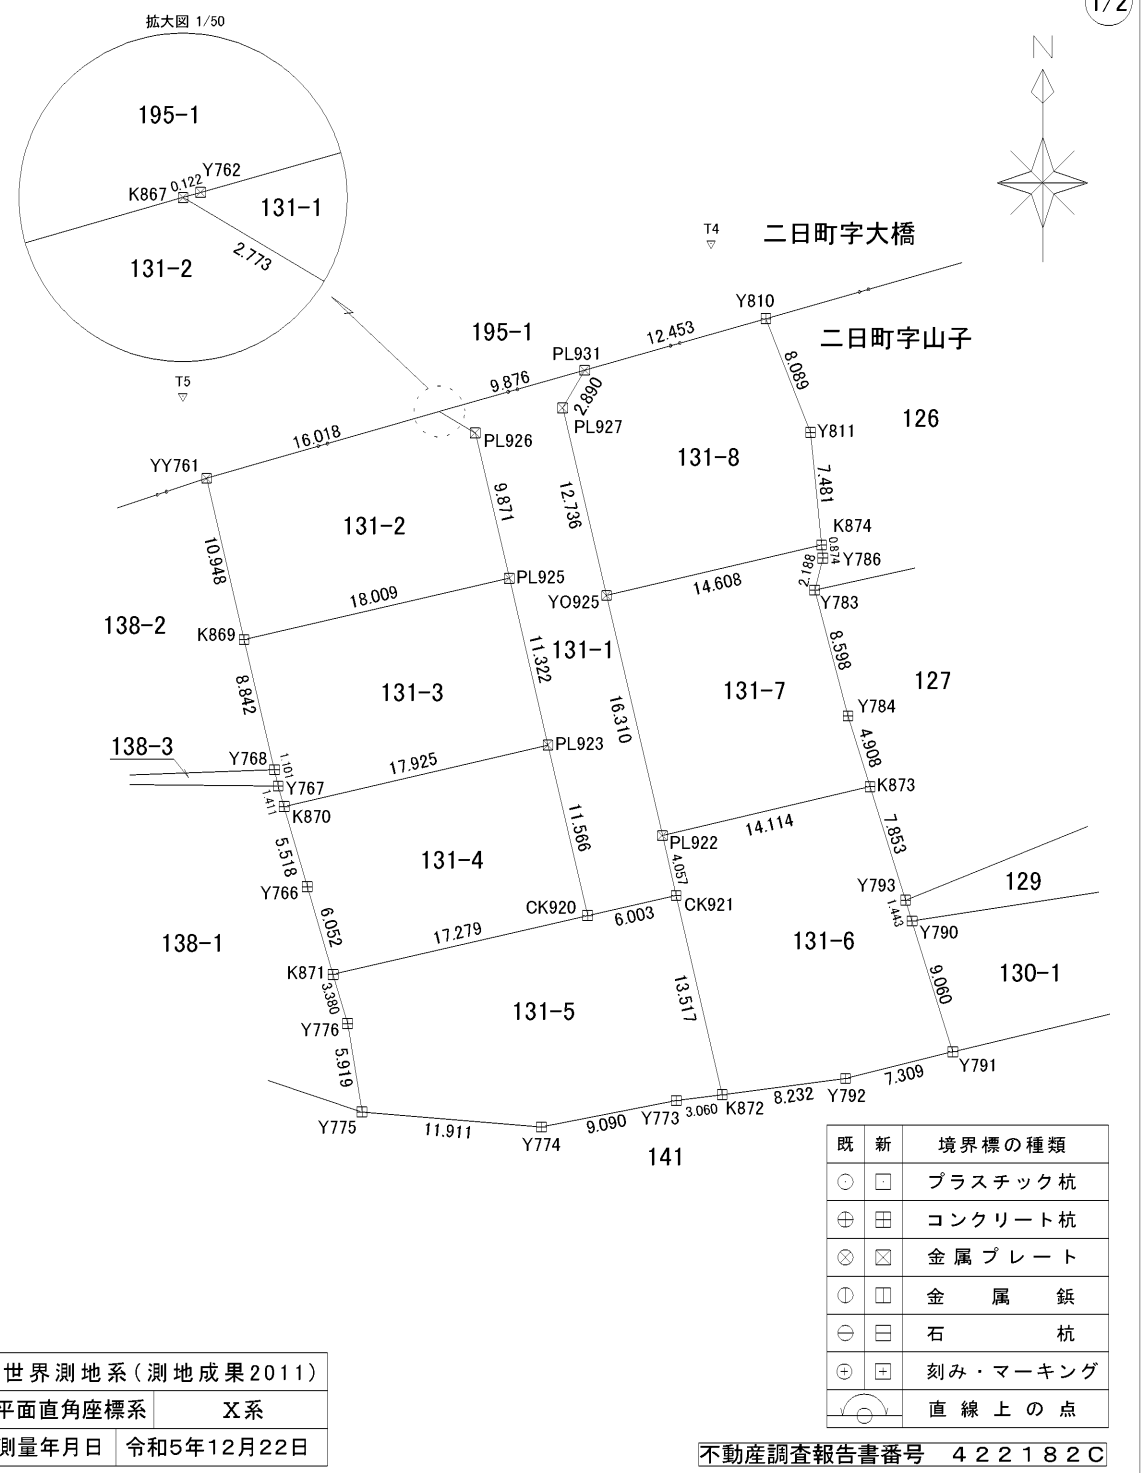 1/2
拡大図 1/50
N
195-1
Y762
0.122
K867
131-1
2.773
131-2
T4
二日町字大橋
Y810
195-1
12.453
二日町字山子
PL931
T5
9.876
8.089
2.890
PL927
126
16.018
PL926
Y811
YY761
131-8
9.871
12.736
7.481
131-2
K874
0.874
10.948
Y786
2.188
PL925
14.608
18.009
YO925
Y783
138-2
K869
131-1
11.322
8.598
127
131-3
131-7
8.842
16.310
Y784
138-3
PL923
Y768
1.101
17.925
4.908
Y767
K873
1.411
K870
11.566
14.114
PL922
7.853
5.518
131-4
4.057
Y793
129
Y766
CK920
CK921
1.443
6.003
6.052
17.279
Y790
138-1
131-6
K871
130-1
3.380
9.060
13.517
131-5
Y776
5.919
Y791
7.309
Y792
8.232
K872
3.060
Y773
Y775
11.911
9.090
Y774
141
既 新 境界標の種類
プラスチック杭
コンクリート杭
金属プレート
金属鋲
石杭
刻み・マーキング
直線上の点
世界測地系(測地成果2011)
平面直角座標系 X系
測量年月日 令和5年12月22日
不動産調査報告書番号 422182C